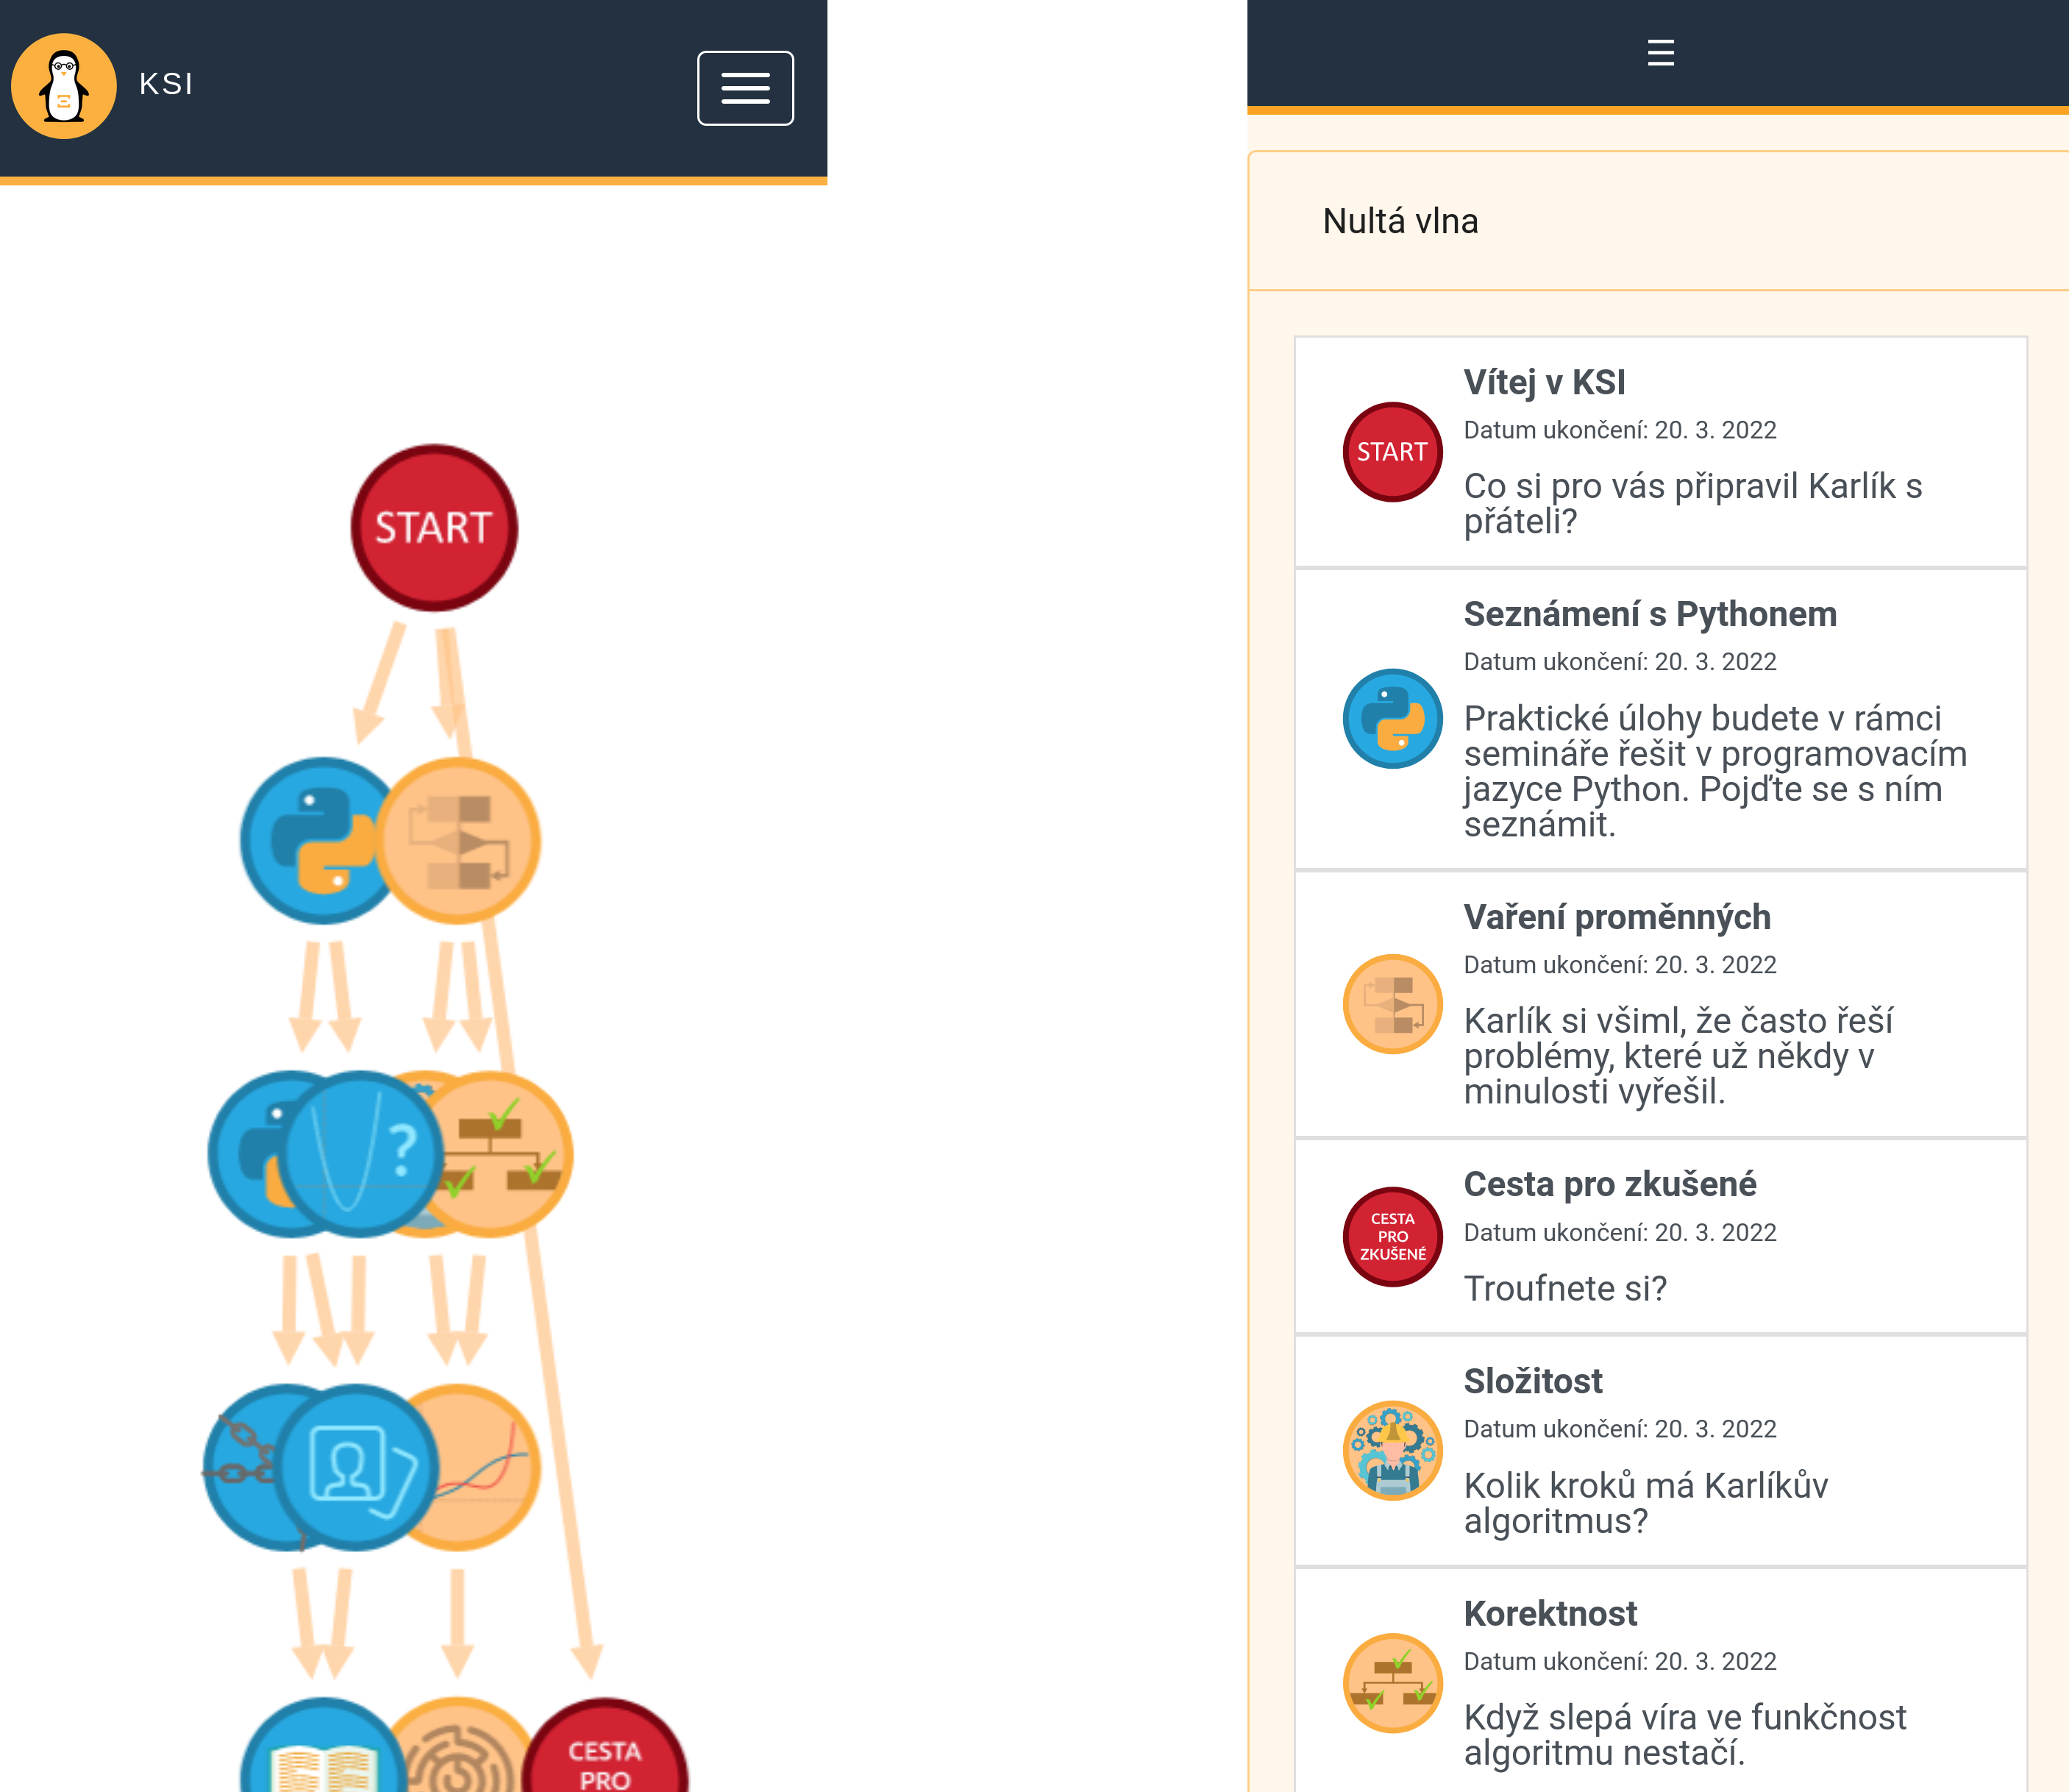 KSI
START
?
CESTA
PRO
Nultá vlna
Vítej v KSI
Datum ukončení: 20. 3. 2022
START
Co si pro vás připravil Karlík s
přáteli?
Seznámení s Pythonem
Datum ukončení: 20. 3. 2022
Praktické úlohy budete v rámci
semináře řešit v programovacím
jazyce Python. Pojďte se s ním
seznámit.
Vaření proměnných
Datum ukončení: 20. 3. 2022
Karlík si všiml, že často řeší
problémy, které už někdy v
minulosti vyřešil.
Cesta pro zkušené
Datum ukončení: 20. 3. 2022
CESTA
PRO
ZKUŠENÉ
Troufnete si?
Složitost
Datum ukončení: 20. 3. 2022
Kolik kroků má Karlíkův
algoritmus?
Korektnost
Datum ukončení: 20. 3. 2022
Když slepá víra ve funkčnost
algoritmu nestačí.